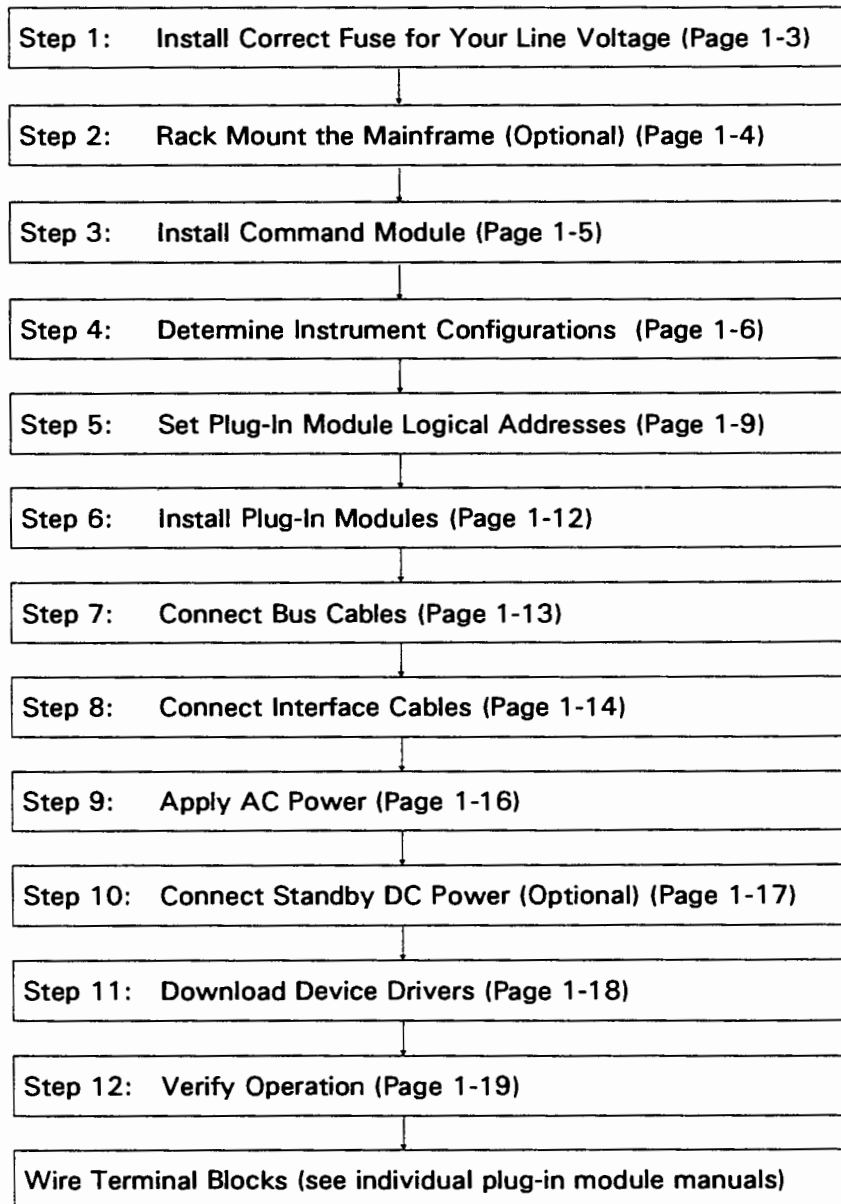 Step 1: Install Correct Fuse for Your Line Voltage (Page 1-3)
Step 2: Rack Mount the Mainframe (Optional) (Page 1-4)
Step 3: Install Command Module (Page 1-5)
Step 4: Determine Instrument Configurations (Page 1-6)
Step 5: Set Plug-In Module Logical Addresses (Page 1-9)
Step 6: Install Plug-In Modules (Page 1-12)
Step 7: Connect Bus Cables (Page 1-13)
Step 8: Connect Interface Cables (Page 1-14)
Step 9: Apply AC Power (Page 1-16)
Step 10: Connect Standby DC Power (Optional) (Page 1-17)
Step 11: Download Device Drivers (Page 1-18)
Step 12: Verify Operation (Page 1-19)
Wire Terminal Blocks (see individual plug-in module manuals)